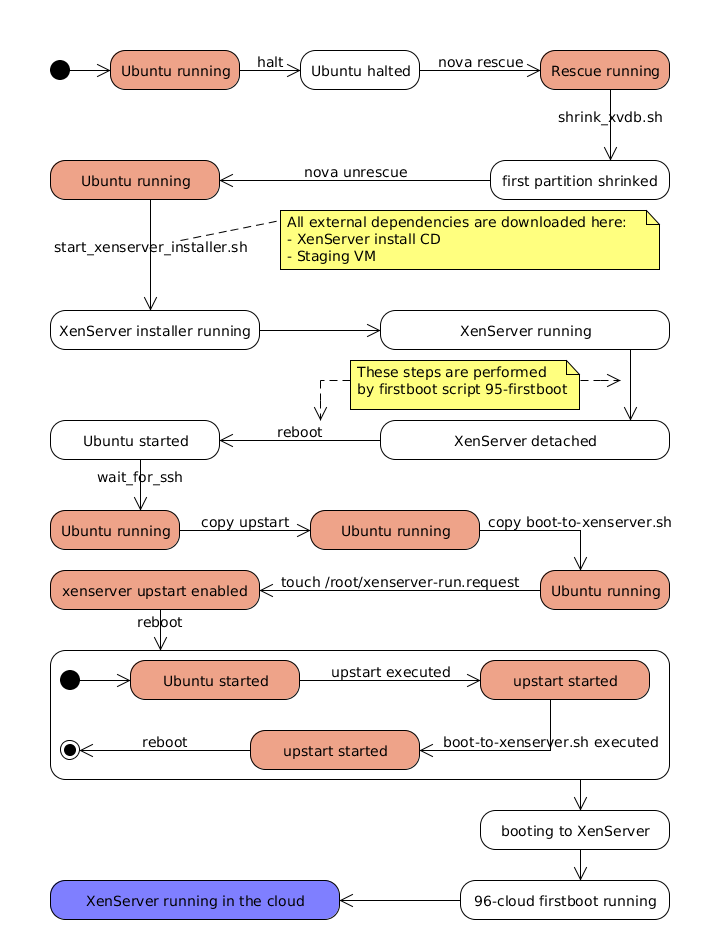 Ubuntu running
halt
Ubuntu halted
nova rescue
Rescue running
shrink_xvdb.sh
Ubuntu running
nova unrescue
first partition shrinked
start_xenserver_installer.sh
All external dependencies are downloaded here:
- XenServer install CD
- Staging VM
XenServer installer running
XenServer running
These steps are performed
by firstboot script 95-firstboot
Ubuntu started
reboot
XenServer detached
wait_for_ssh
Ubuntu running
copy upstart
Ubuntu running
copy boot-to-xenserver.sh
xenserver upstart enabled
touch /root/xenserver-run.request
Ubuntu running
reboot
Ubuntu started
upstart executed
upstart started
reboot
upstart started
boot-to-xenserver.sh executed
booting to XenServer
XenServer running in the cloud
96-cloud firstboot running